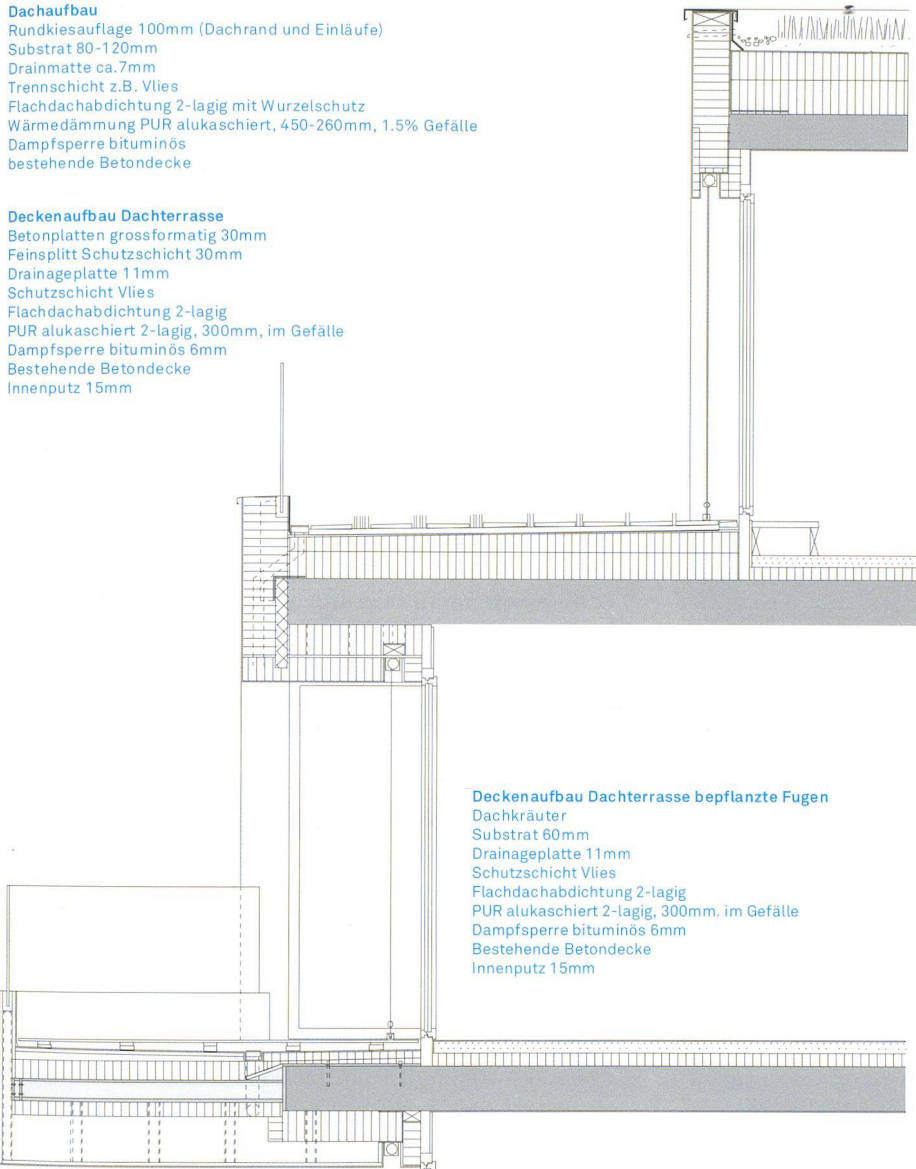 Dachaufbau
Rundkiesauflage 100mm (Dachrand und Einläufe)
Substrat 80-120mm
Drainmatte ca.7mm
Trennschicht z.B. Vlies
Flachdachabdichtung 2-lagig mit Wurzelschutz
Wärmedämmung PUR alukaschiert, 450-260mm, 1.5% Gefälle
Dampfsperre bituminös
bestehende Betondecke
Deckenaufbau Dachterrasse
Betonplatten grossformatig 30mm
Feinsplitt Schutzschicht 30mm
Drainageplatte 11mm
Schutzschicht Vlies
Flachdachabdichtung 2-lagig
PUR alukaschiert 2-lagig, 300mm, im Gefälle
Dampfsperre bituminös 6mm
Bestehende Betondecke
Innenputz 15mm
Deckenaufbau Dachterrasse bepflanzte Fugen
Dachkräuter
Substrat 60mm
Drainageplatte 11mm
Schutzschicht Vlies
Flachdachabdichtung 2-lagig
PUR alukaschiert 2-lagig, 300mm. im Gefälle
Dampfsperre bituminös 6mm
Bestehende Betondecke
Innenputz 15mm